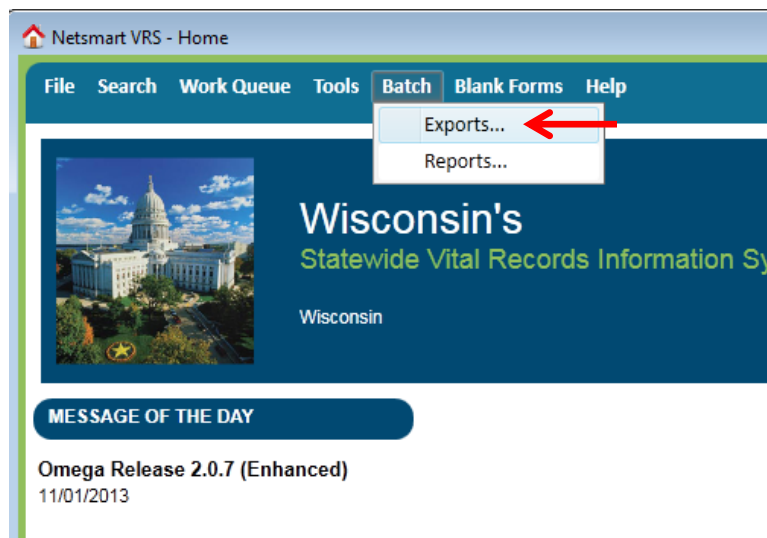 Netsmart VRS - Home
File Search Work Queue Tools Batch Blank Forms Help
Exports...
Reports...
Wisconsin's
Statewide Vital Records Information Sy
Wisconsin
MESSAGE OF THE DAY
Omega Release 2.0.7 (Enhanced)
11/01/2013